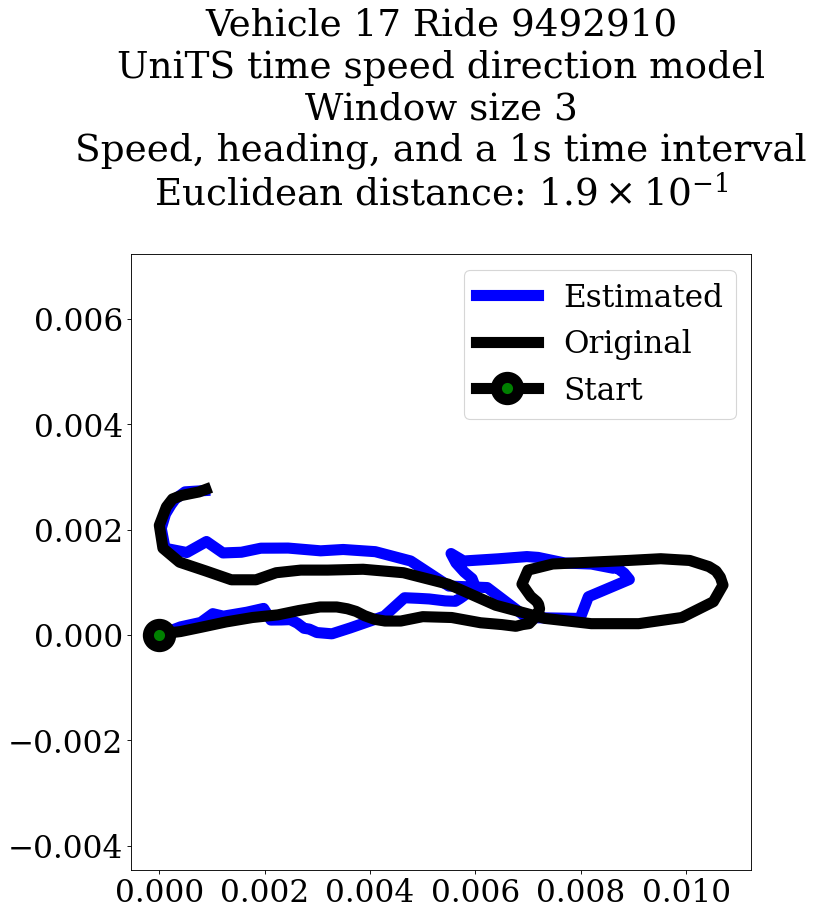 Vehicle 17 Ride 9492910
UniTS time speed direction model
Window size 3
Speed, heading, and a 1s time interval
Euclidean distance: 1.9 × 10⁻¹
Estimated
Original
Start
0.006
0.004
0.002
0.000
−0.002
−0.004
0.000 0.002 0.004 0.006 0.008 0.010